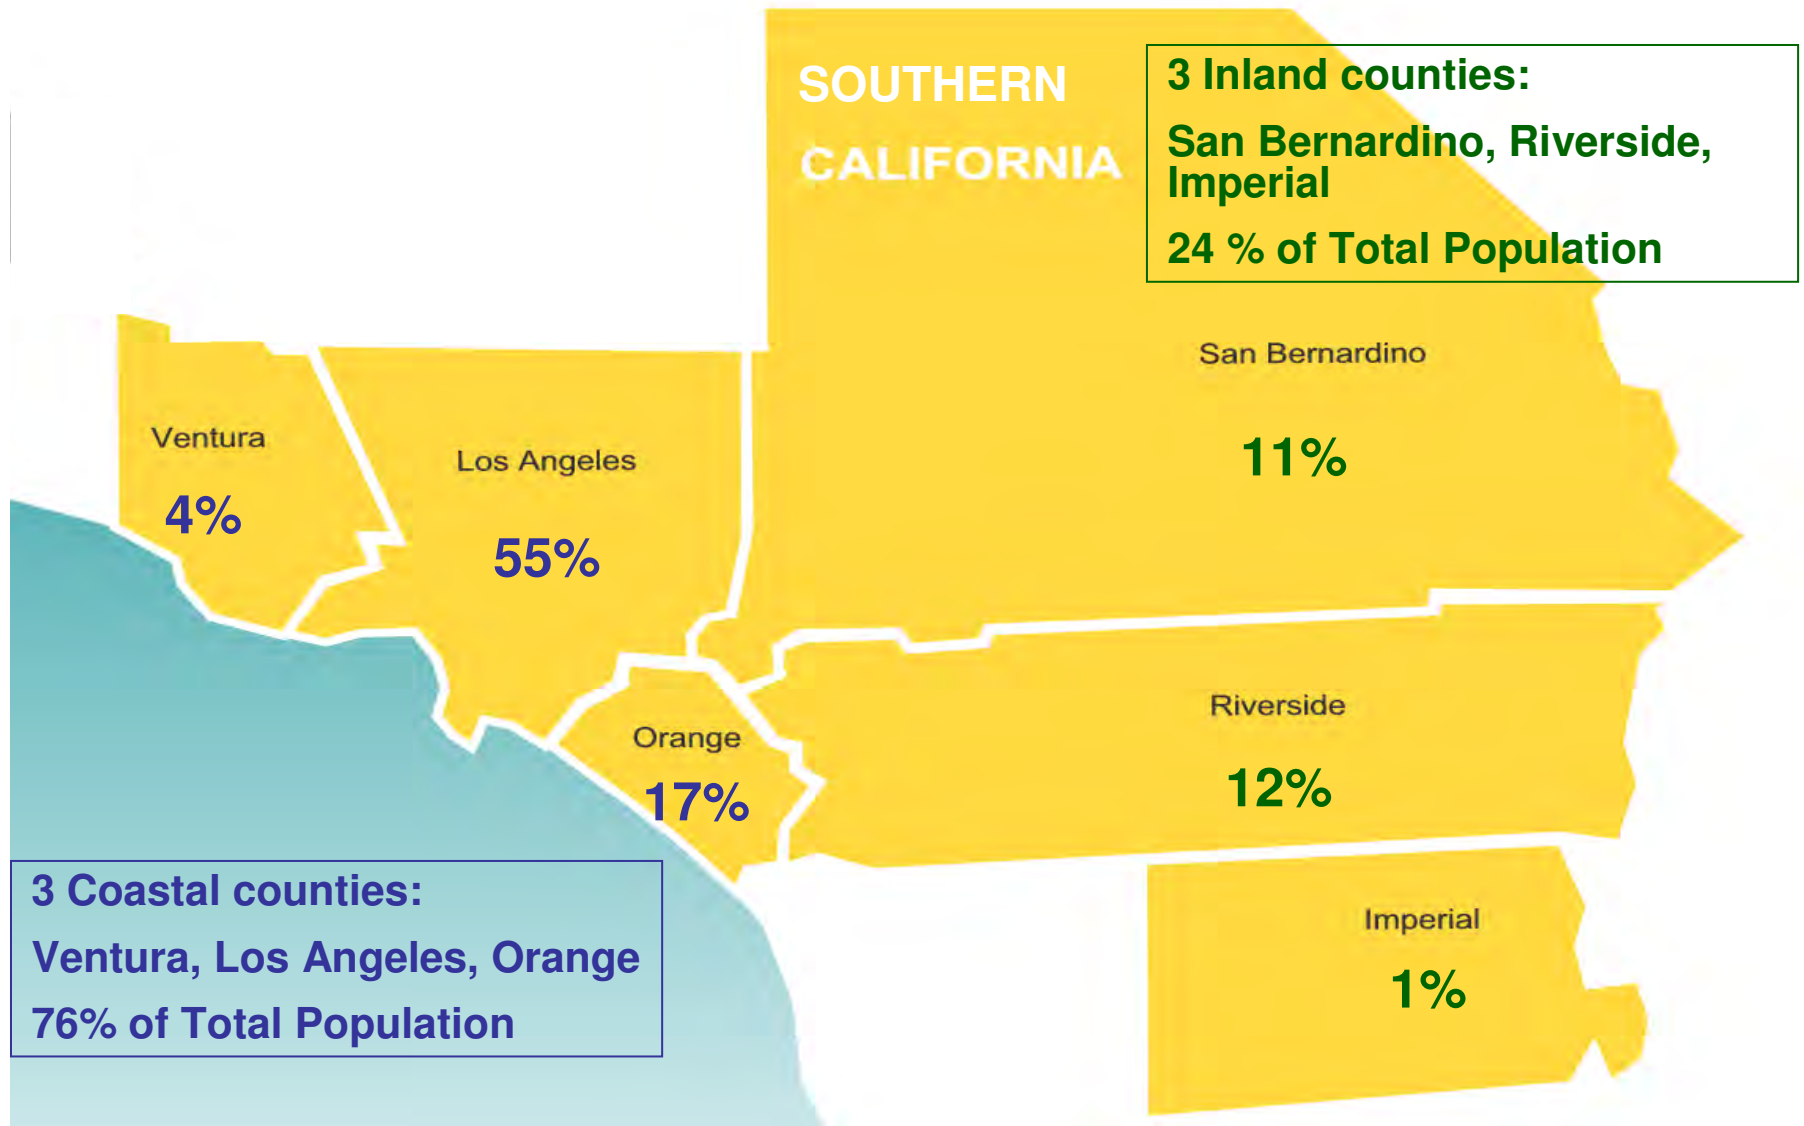 SOUTHERN
CALIFORNIA
3 Inland counties:
San Bernardino, Riverside,
Imperial
24 % of Total Population
San Bernardino
11%
Ventura
4%
Los Angeles
55%
Orange
17%
Riverside
12%
Imperial
1%
3 Coastal counties:
Ventura, Los Angeles, Orange
76% of Total Population